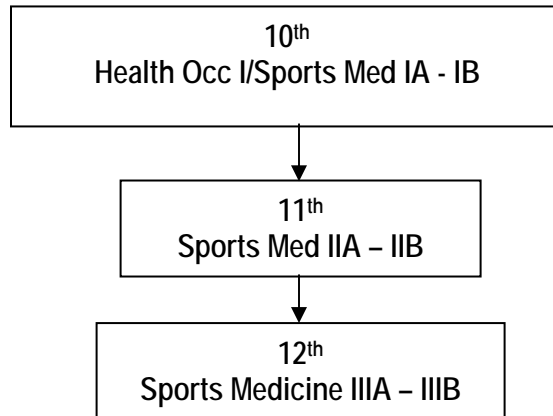 10th
Health Occ I/Sports Med IA - IB
11th
Sports Med IIA – IIB
12th
Sports Medicine IIIA – IIIB